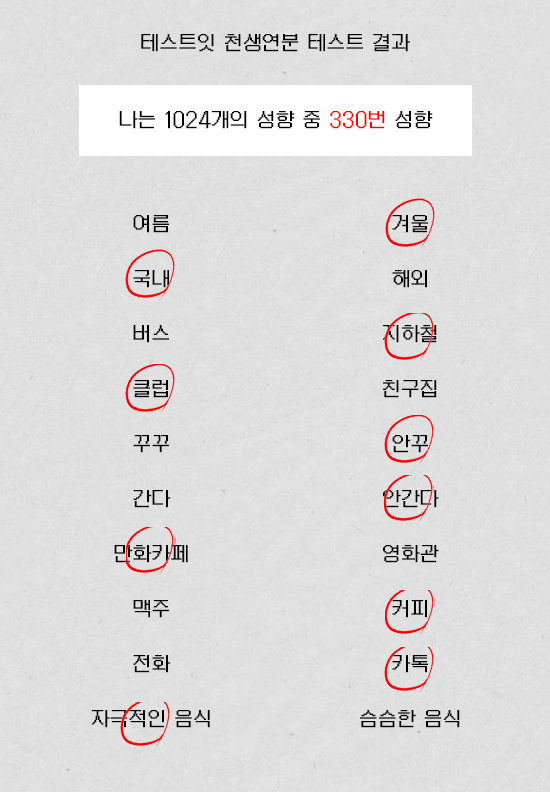 테스트잇 천생연분 테스트 결과
나는 1024개의 성향 중 330번 성향
여름 겨울
국내 해외
버스 지하철
클럽 친구집
꾸꾸 안꾸
간다 안간다
만화카페 영화관
맥주 커피
전화 카톡
자극적인 음식 슴슴한 음식